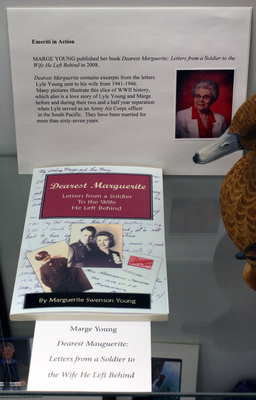 Emeriti in Action
MARGE YOUNG published her book Dearest Marguerite: Letters from a Soldier to the
Wife He Left Behind in 2008.
Dearest Marguerite contains excerpts from the letters
Lyle Young sent to his wife from 1941-1946.
Many pictures illustrate this slice of WWII history,
which also is a love story of Lyle Young and Marge
before and during their two and a half year separation
when Lyle served as an Army Air Corps officer
in the South Pacific. They have been married for
more than sixty-seven years.
Dearest Marguerite
Letters from a Soldier
To the Wife
He Left Behind
By Marguerite Swenson Young
Marge Young
Dearest Mauguerite:
Letters from a Soldier to
the Wife He Left Behind